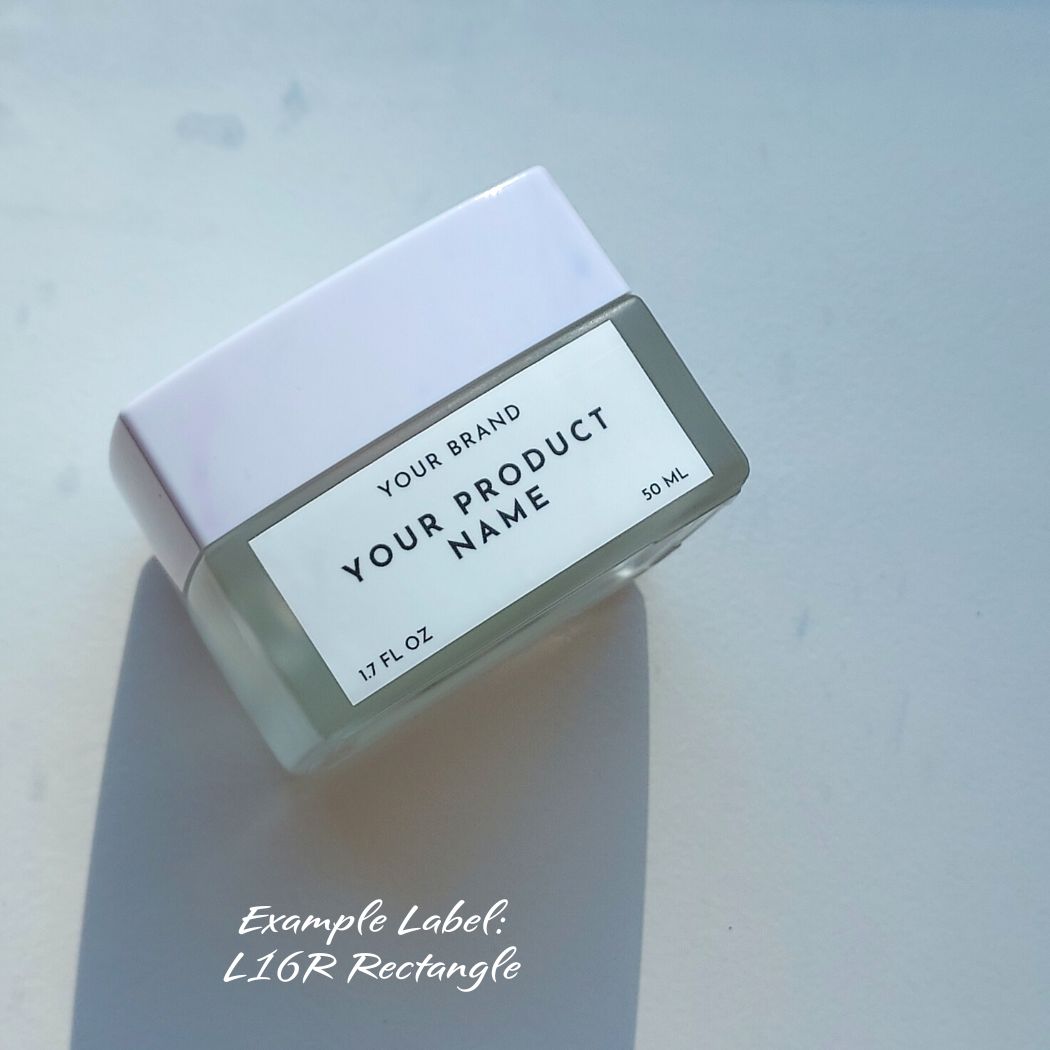 YOUR BRAND
YOUR PRODUCT
NAME
1.7 FL OZ
50 ML
Example Label:
L16R Rectangle